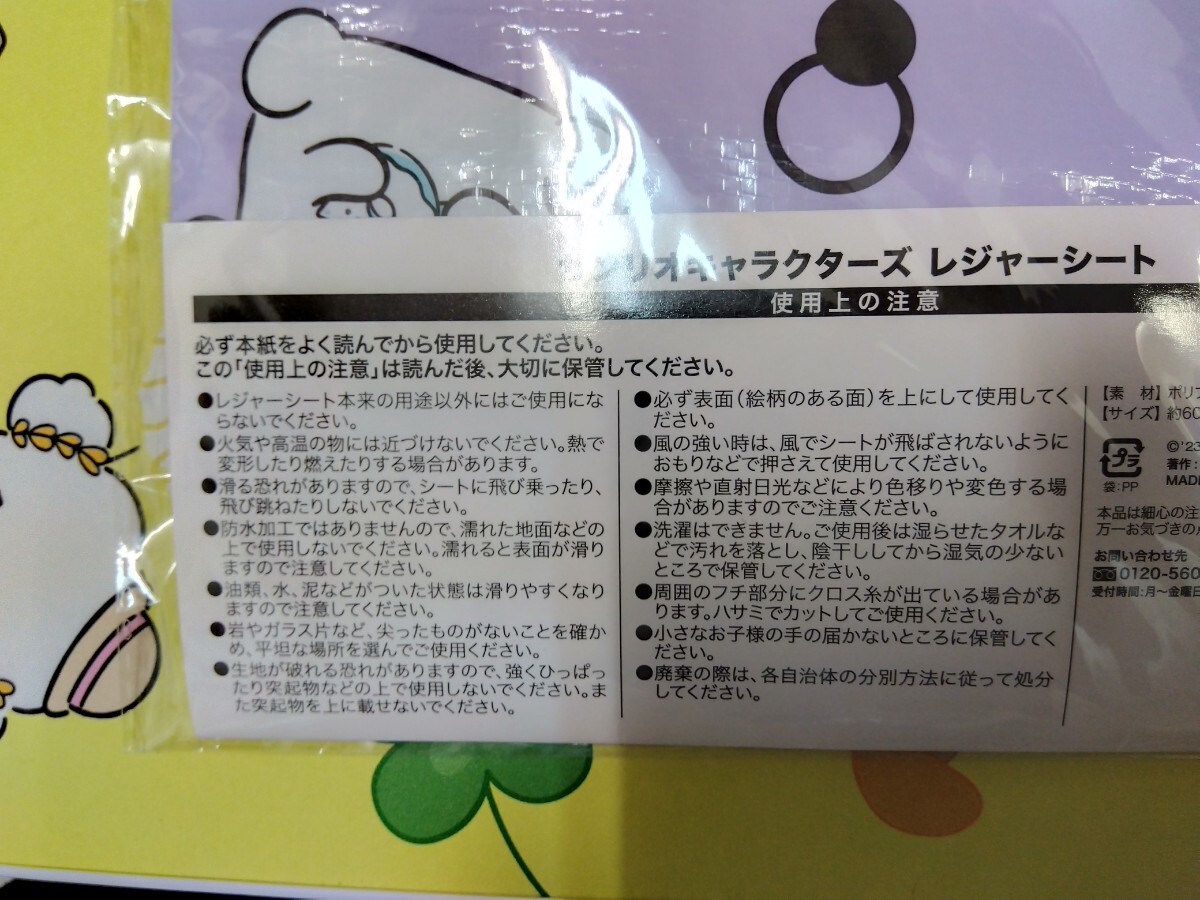 リオキャラクターズ レジャーシート
使用上の注意
必ず本紙をよく読んでから使用してください。
この「使用上の注意」は読んだ後、大切に保管してください。
●レジャーシート本来の用途以外にはご使用にな
らないでください。
●火気や高温の物には近づけないでください。熱で
変形したり燃えたりする場合があります。
●滑る恐れがありますので、シートに飛び乗ったり、
飛び跳ねたりしないでください。
●防水加工ではありませんので、濡れた地面などの
上で使用しないでください。濡れると表面が滑り
ますので注意してください。
●油類、水、泥などがついた状態は滑りやすくなり
ますので注意してください。
●岩やガラス片など、尖ったものがないことを確か
め、平坦な場所を選んでご使用ください。
●生地が破れる恐れがありますので、強くひっぱっ
たり突起物などの上で使用しないでください。また
突起物を上に載せないでください。
●必ず表面(絵柄のある面)を上にして使用してく
ださい。
●風の強い時は、風でシートが飛ばされないように
おもりなどで押さえて使用してください。
●摩擦や直射日光などにより色移りや変色する場
合がありますのでご注意ください。
●洗濯はできません。ご使用後は湿らせたタオルな
どで汚れを落とし、陰干ししてから湿気の少ない
ところで保管してください。
●周囲のフチ部分にクロス糸が出ている場合があ
ります。ハサミでカットしてご使用ください。
●小さなお子様の手の届かないところに保管してく
ださい。
●廃棄の際は、各自治体の分別方法に従って処分
してください。
【素 材】ポリプ
【サイズ】約60
プラ
袋:PP
©'23
著作:
MADE
本品は細心の注
万一お気づきの点
お問い合わせ先
0120-560
受付時間:月〜金曜日